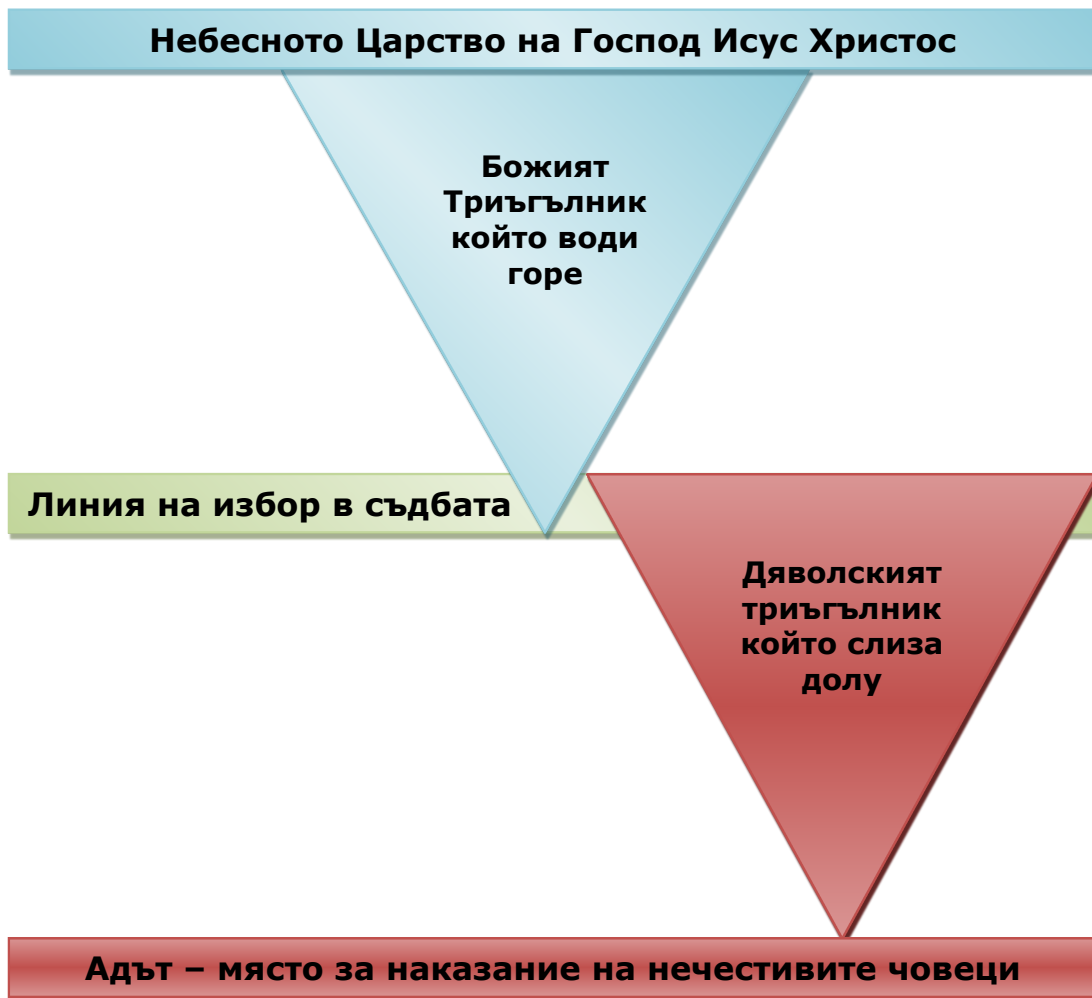 Небесното Царство на Господ Исус Христос
Божият
Триъгълник
който води
горе
Линия на избор в съдбата
Дяволският
триъгълник
който слиза
долу
Адът – място за наказание на нечестивите човеци